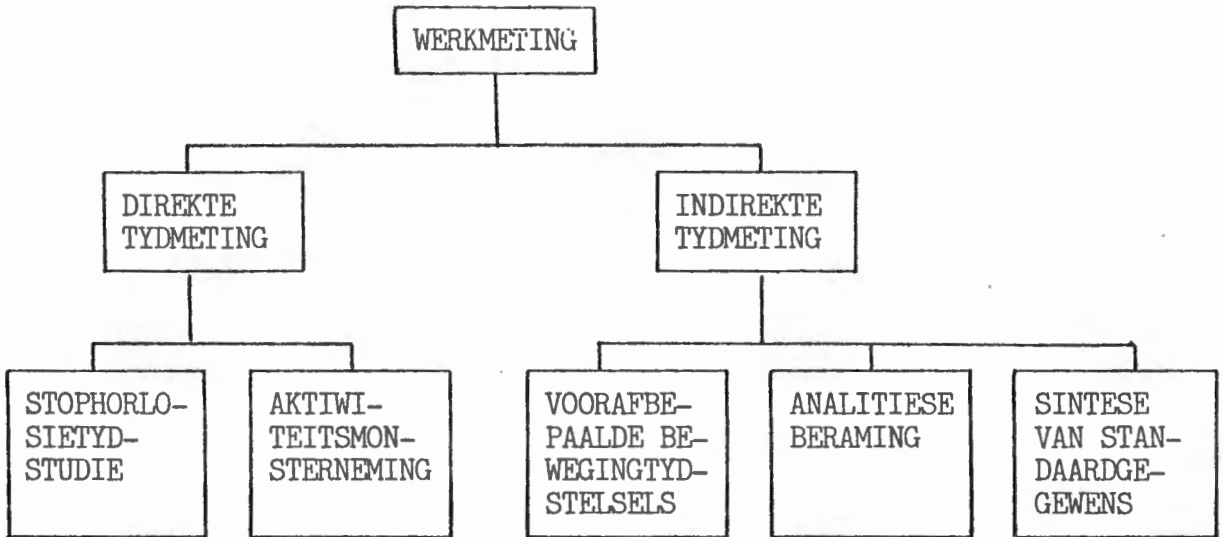 WERKMETING
DIREKTE
TYDMETING
INDIREKTE
TYDMETING
STOPHORLO-
SIETYD-
STUDIE
AKTIWI-
TEITSMON-
STERNEMING
VOORAFBE-
PAALDE BE-
WEGINGTYD-
STELSELS
ANALITIESE
BERAMING
SINTESE
VAN STAN-
DAARDGE-
GEWENS